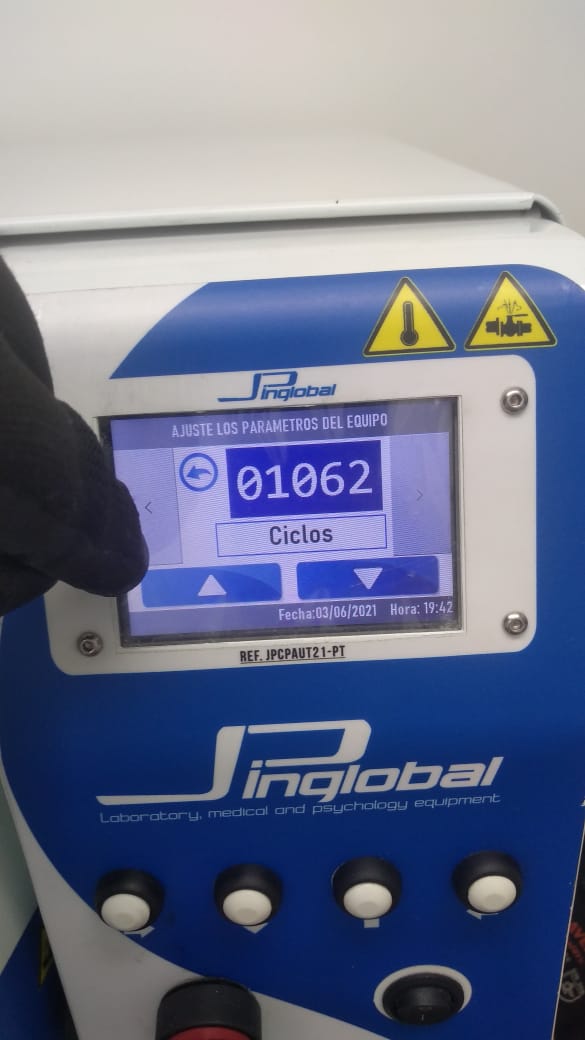 JPinglobal
AJUSTE LOS PARAMETROS DEL EQUIPO
01062
Ciclos
Fecha:03/06/2021 Hora: 19:42
REF. JPCPAUT21-PT
JPinglobal
Laboratory, medical and psychology equipment